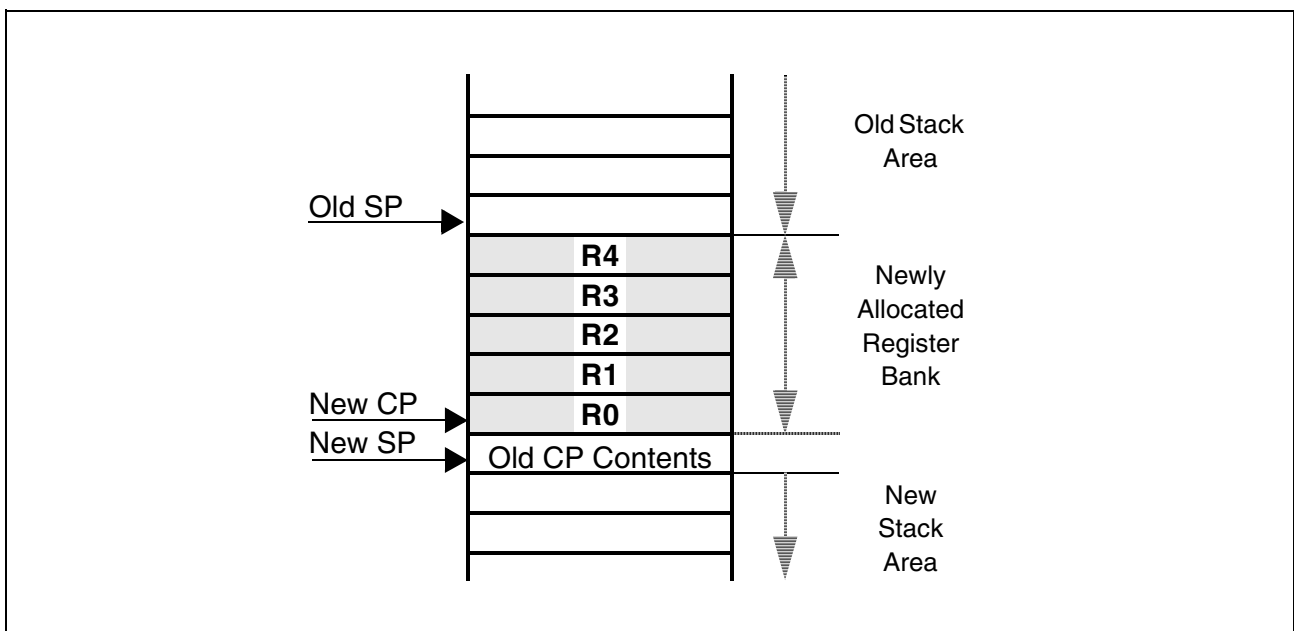 Old Stack
Area
Old SP
R4
R3
R2
R1
R0
Newly
Allocated
Register
Bank
New CP
New SP
Old CP Contents
New
Stack
Area